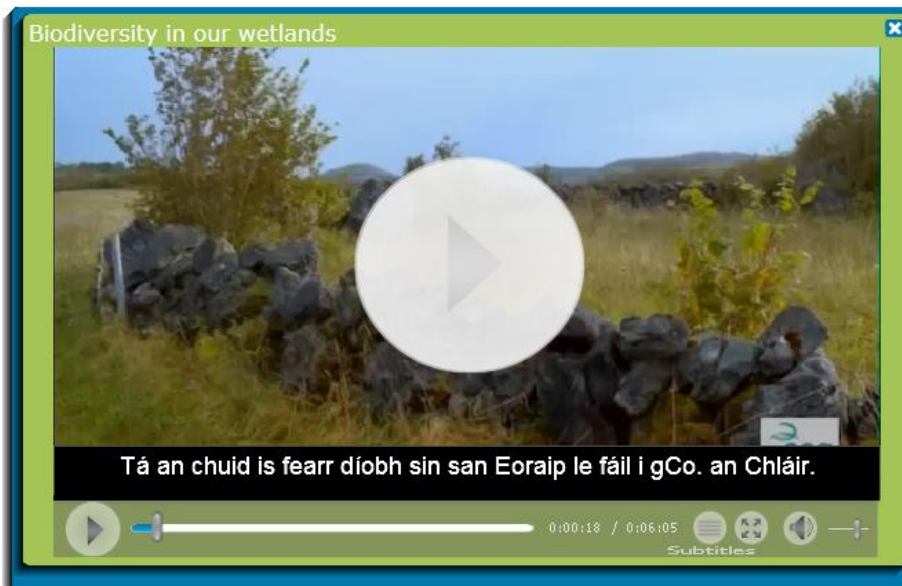 Biodiversity in our wetlands
Tá an chuid is fearr díobh sin san Eoraip le fáil i gCo. an Chláir.
0:00:18 / 0:06:05
Subtitles